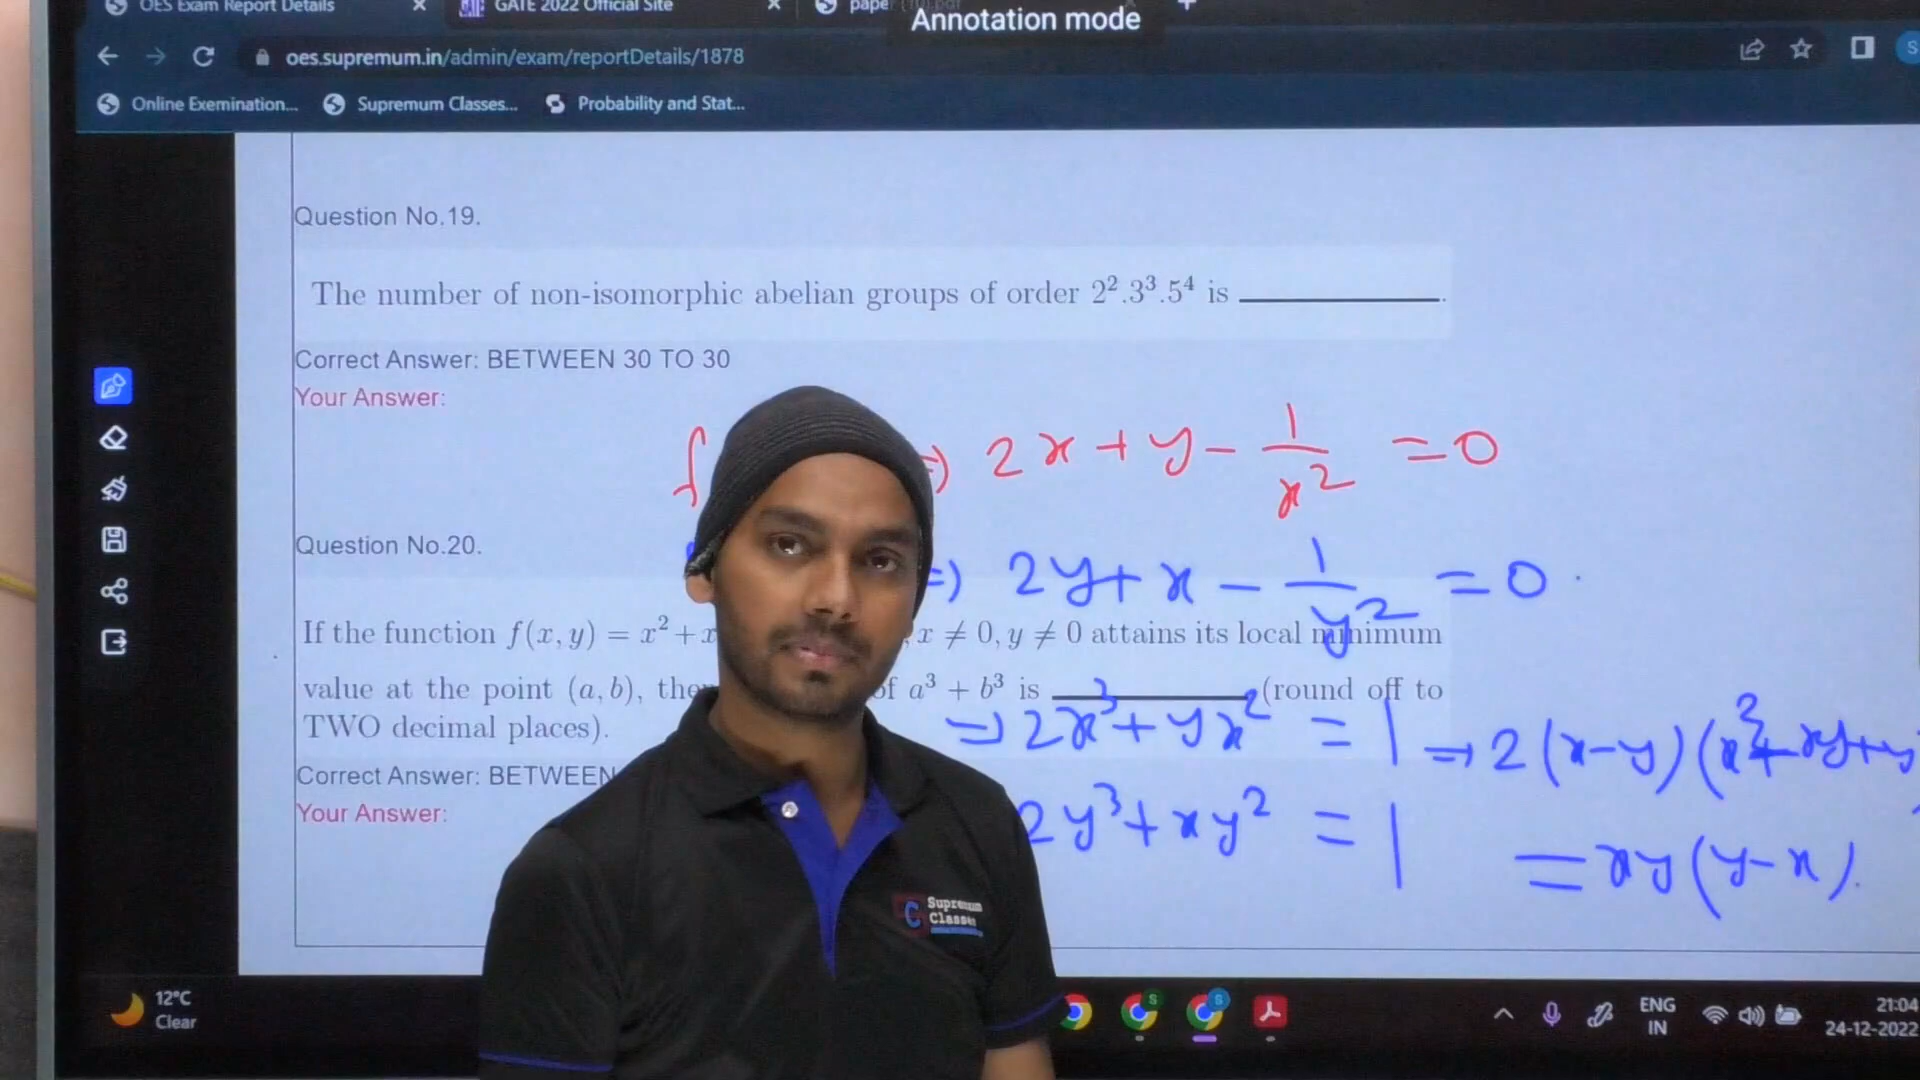 OES Exam Report Details
GATE 2022 Official Site
Annotation mode
oes.supremum.in/admin/exam/reportDetails/1878
Online Exemination...
Supremum Classes...
Probability and Stat...
Question No.19.
The number of non-isomorphic abelian groups of order 2².3³.5⁴ is ________.
Correct Answer: BETWEEN 30 TO 30
Your Answer:
⇒ 2x + y - 1/x² = 0
Question No.20.
⇒ 2y + x - 1/y² = 0
If the function f(x, y) = x² + x x ≠ 0, y ≠ 0 attains its local minimum
value at the point (a, b), of a³ + b³ is ________ (round off to
TWO decimal places).
⇒ 2x³ + yx² = 1 ⇒ 2(x-y)(x²+xy+y
Correct Answer: BETWEEN
Your Answer:
2y³ + xy² = 1 = xy(y-x).
Supremum
Classes
12°C
Clear
ENG
IN
21:04
24-12-2022